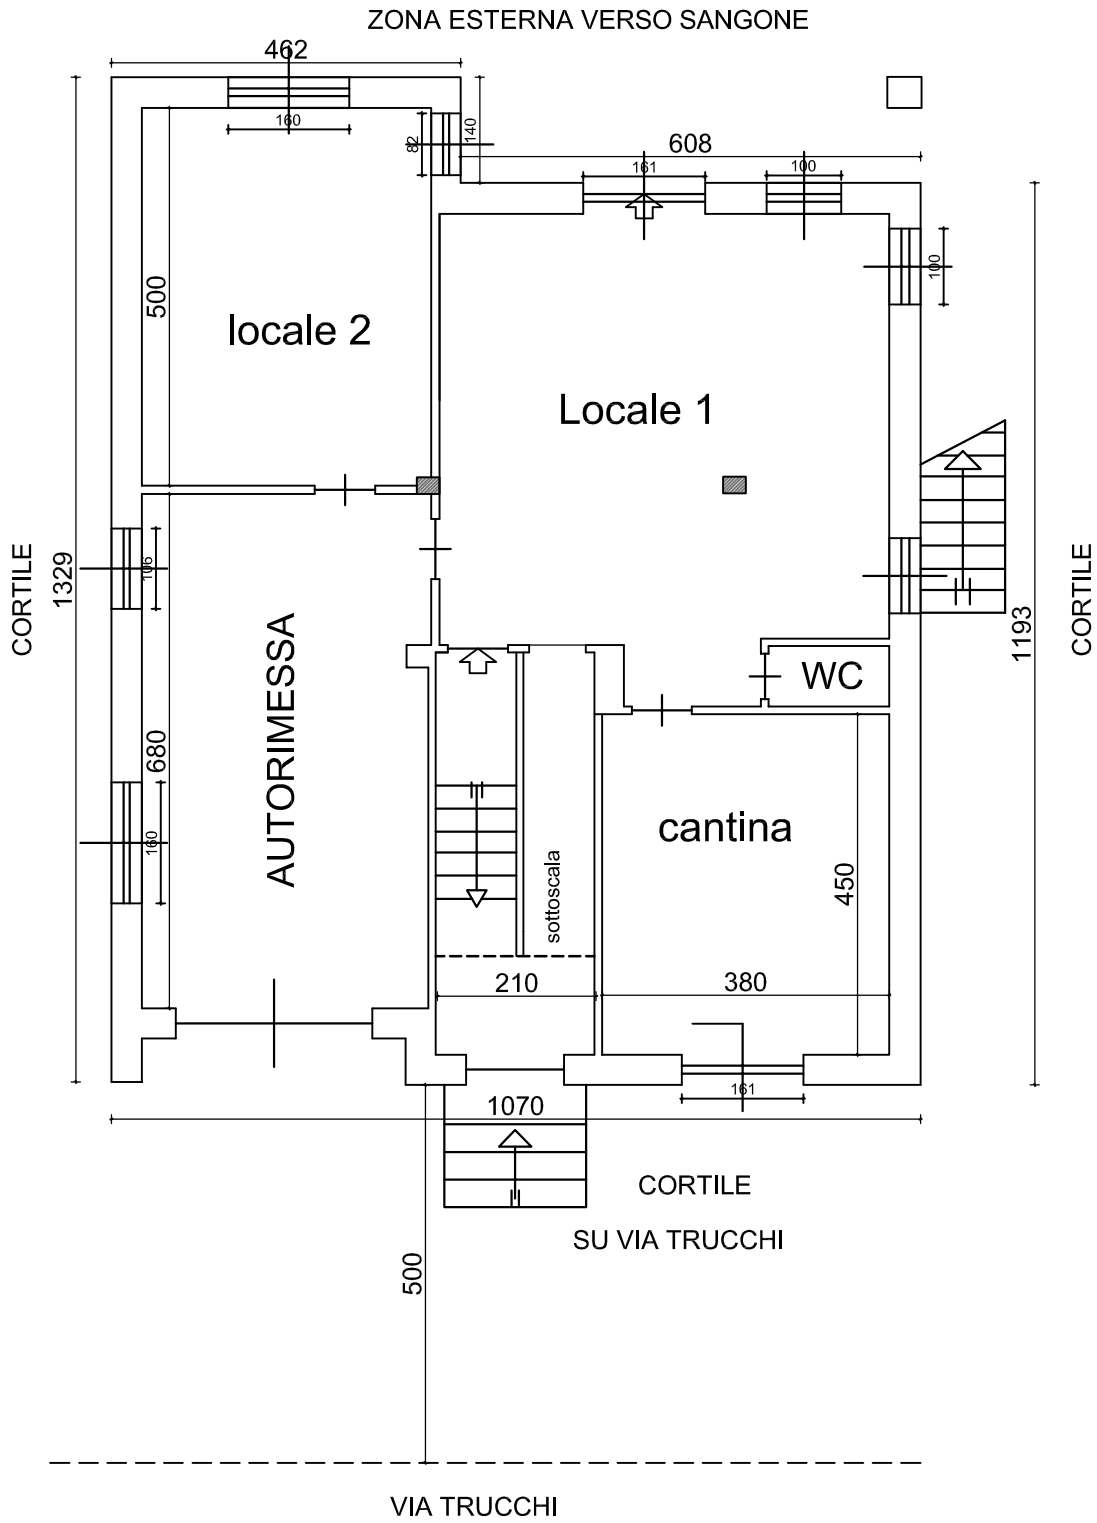 ZONA ESTERNA VERSO SANGONE
462
160
82
140
608
161
100
100
500
locale 2
Locale 1
CORTILE
1329
106
AUTORIMESSA
680
160
WC
1193
CORTILE
cantina
sottoscala
450
210
380
161
1070
CORTILE
SU VIA TRUCCHI
500
VIA TRUCCHI